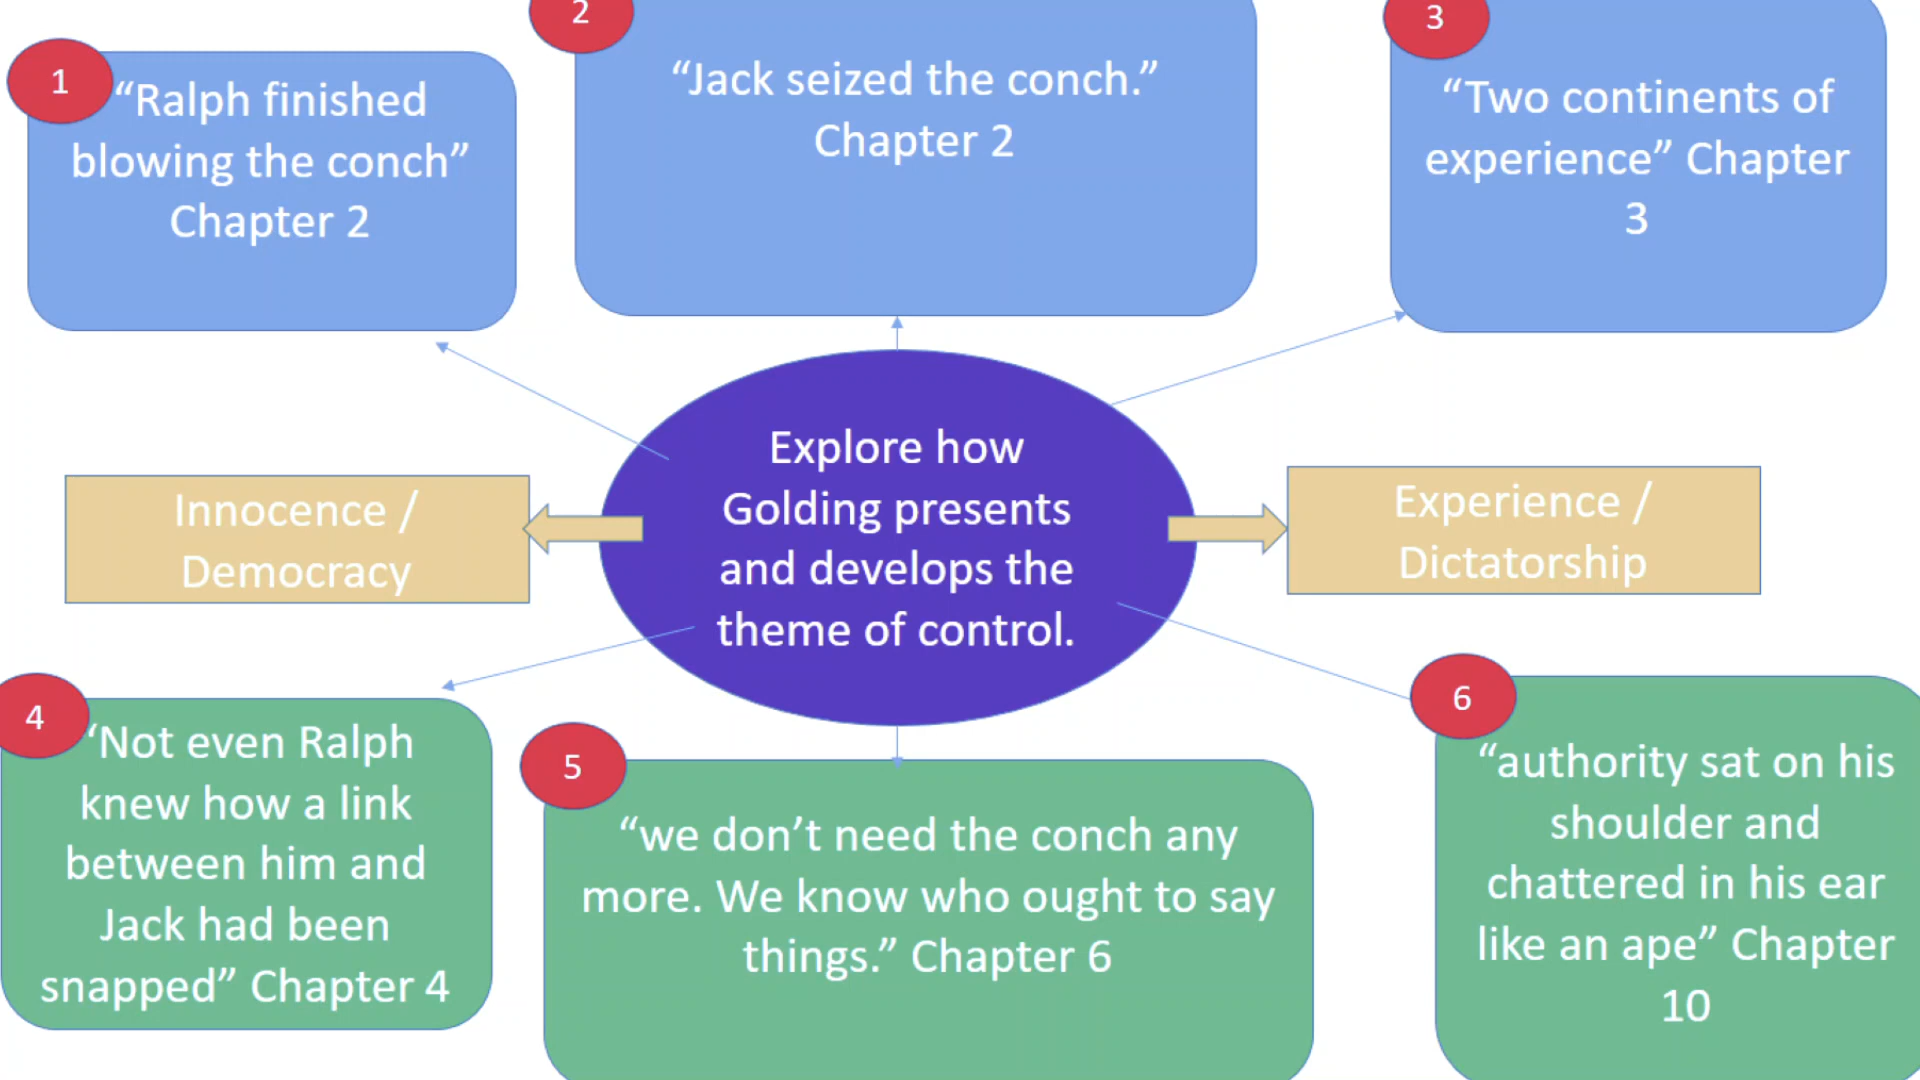 1
“Ralph finished
blowing the conch”
Chapter 2
2
“Jack seized the conch.”
Chapter 2
3
“Two continents of
experience” Chapter
3
Explore how
Golding presents
and develops the
theme of control.
Innocence /
Democracy
Experience /
Dictatorship
4
‘Not even Ralph
knew how a link
between him and
Jack had been
snapped” Chapter 4
5
“we don’t need the conch any
more. We know who ought to say
things.” Chapter 6
6
“authority sat on his
shoulder and
chattered in his ear
like an ape” Chapter
10